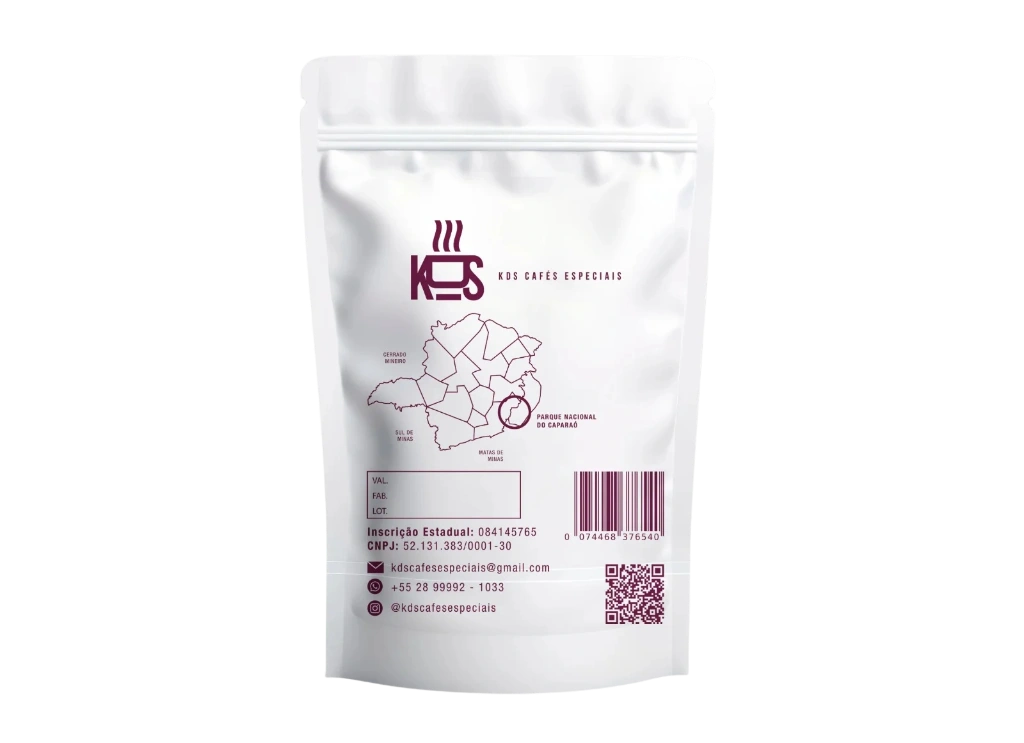 KDS
KDS CAFÉS ESPECIAIS
CERRADO
MINEIRO
PARQUE NACIONAL
DO CAPARAÓ
SUL DE
MINAS
MATAS DE
MINAS
VAL.
FAB.
LOT.
Inscrição Estadual: 084145765
CNPJ: 52.131.383/0001-30
0 074468 376540
kdscafesespeciais@gmail.com
+55 28 99992 - 1033
@kdscafesespeciais